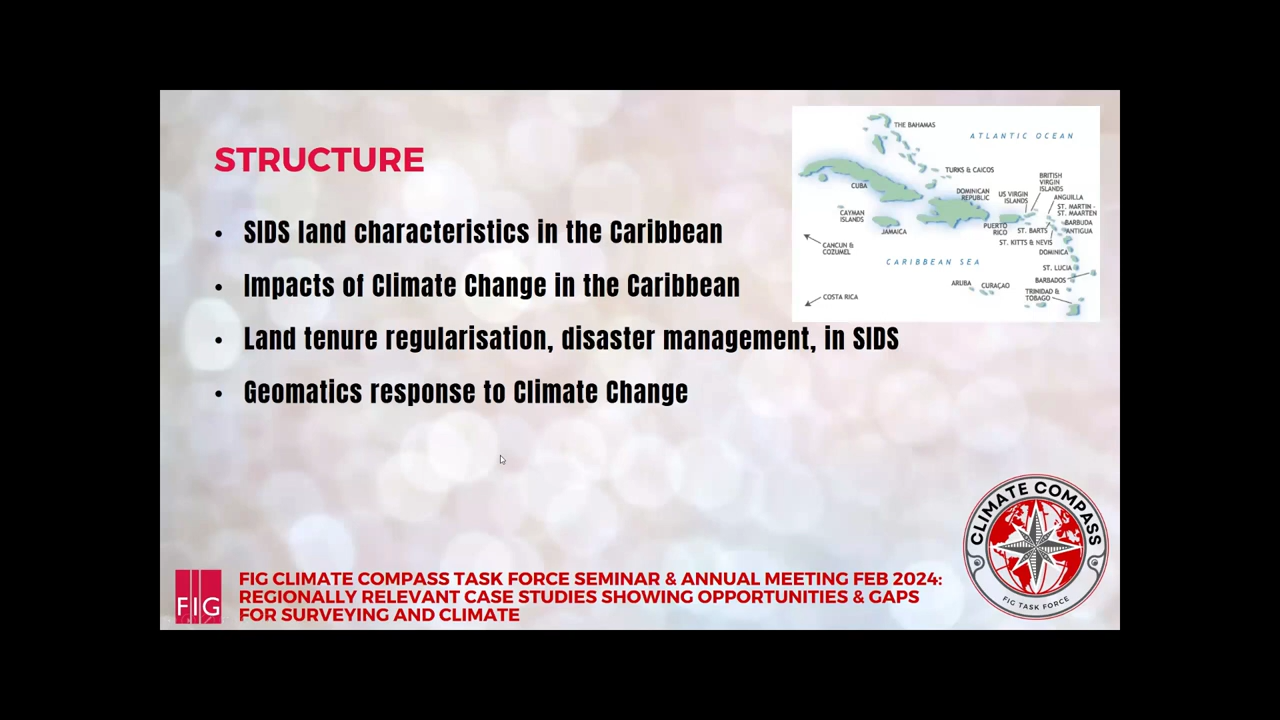 STRUCTURE
• SIDS land characteristics in the Caribbean
• Impacts of Climate Change in the Caribbean
• Land tenure regularisation, disaster management, in SIDS
• Geomatics response to Climate Change
THE BAHAMAS
ATLANTIC OCEAN
TURKS & CAICOS
CUBA
DOMINICAN
REPUBLIC
US VIRGIN
ISLANDS
BRITISH
VIRGIN
ISLANDS
ANGUILLA
ST. MARTIN -
ST. MAARTEN
CAYMAN
ISLANDS
JAMAICA
PUERTO
RICO
ST. BARTS
BARBUDA
ANTIGUA
ST. KITTS & NEVIS
CANCUN &
COZUMEL
DOMINICA
CARIBBEAN SEA
ST. LUCIA
BARBADOS
ARUBA
CURAÇAO
TRINIDAD &
TOBAGO
COSTA RICA
CLIMATE COMPASS
FIG TASK FORCE
FIG
FIG CLIMATE COMPASS TASK FORCE SEMINAR & ANNUAL MEETING FEB 2024:
REGIONALLY RELEVANT CASE STUDIES SHOWING OPPORTUNITIES & GAPS
FOR SURVEYING AND CLIMATE